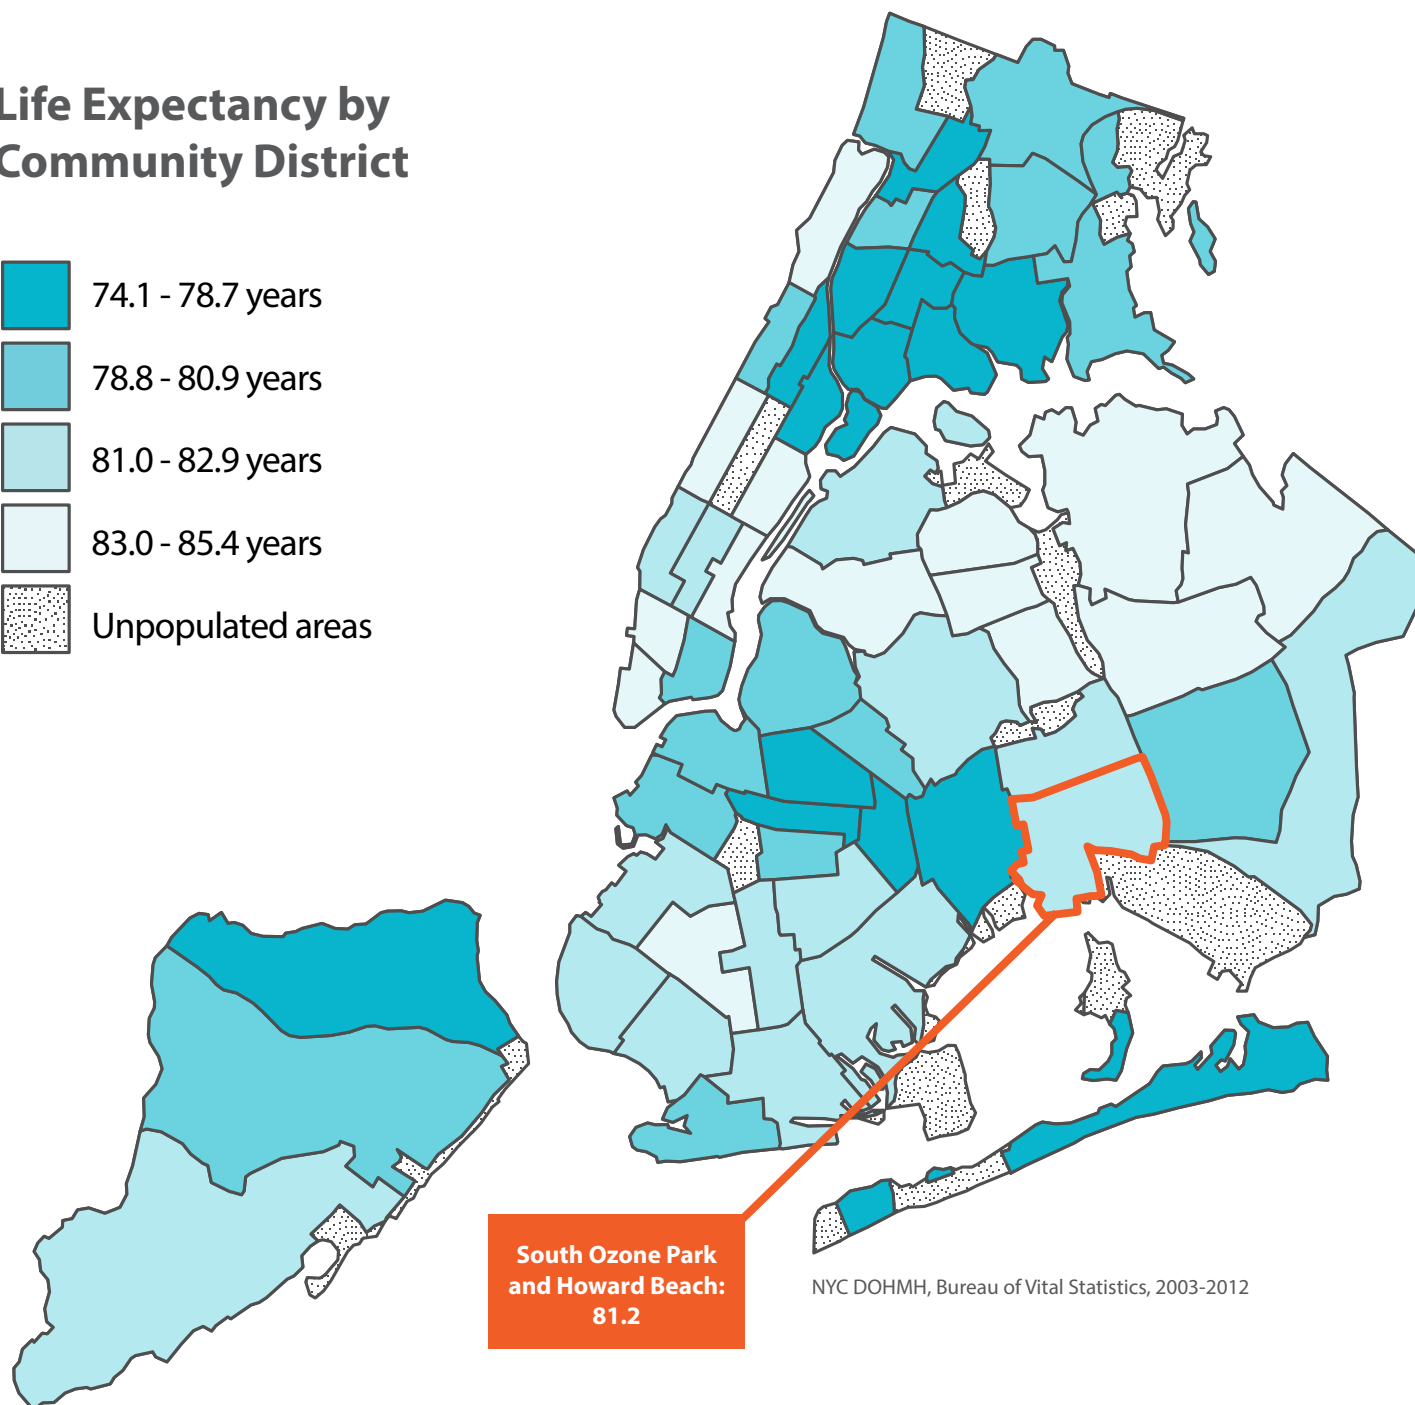 Life Expectancy by
Community District
74.1 - 78.7 years
78.8 - 80.9 years
81.0 - 82.9 years
83.0 - 85.4 years
Unpopulated areas
South Ozone Park
and Howard Beach:
81.2
NYC DOHMH, Bureau of Vital Statistics, 2003-2012